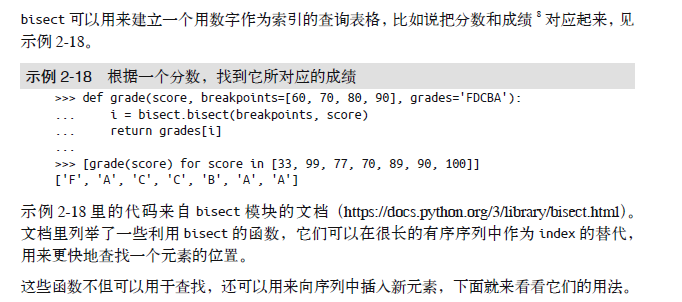 bisect 可以用来建立一个用数字作为索引的查询表格，比如说把分数和成绩⁸ 对应起来，见
示例 2-18。
示例 2-18　根据一个分数，找到它所对应的成绩
>>> def grade(score, breakpoints=[60, 70, 80, 90], grades='FDCBA'):
...     i = bisect.bisect(breakpoints, score)
...     return grades[i]
...
>>> [grade(score) for score in [33, 99, 77, 70, 89, 90, 100]]
['F', 'A', 'C', 'C', 'B', 'A', 'A']
示例 2-18 里的代码来自 bisect 模块的文档（https://docs.python.org/3/library/bisect.html）。
文档里列举了一些利用 bisect 的函数，它们可以在很长的有序序列中作为 index 的替代，
用来更快地查找一个元素的位置。
这些函数不但可以用于查找，还可以用来向序列中插入新元素，下面就来看看它们的用法。